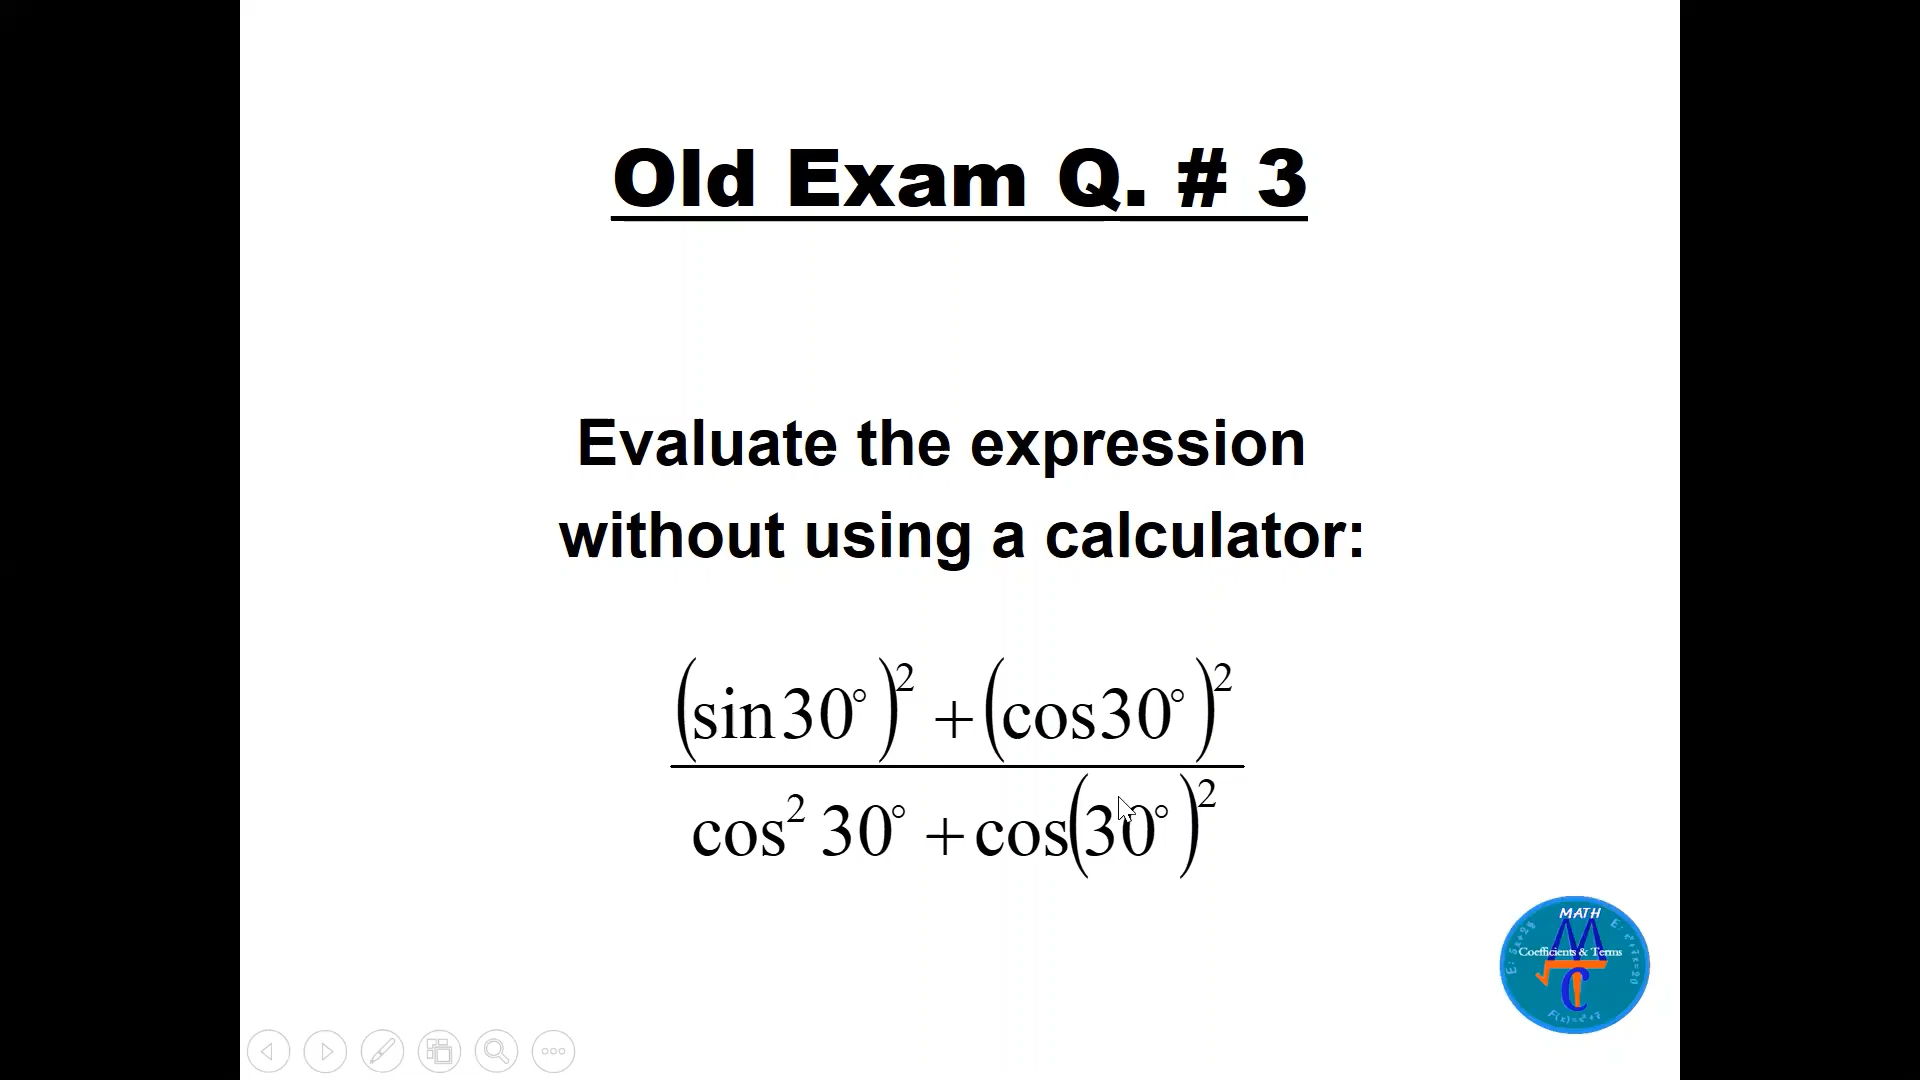 Old Exam Q. # 3
Evaluate the expression
without using a calculator:
(sin30°)² + (cos30°)²
cos² 30° + cos(30°)²
MATH
Coefficients & Terms